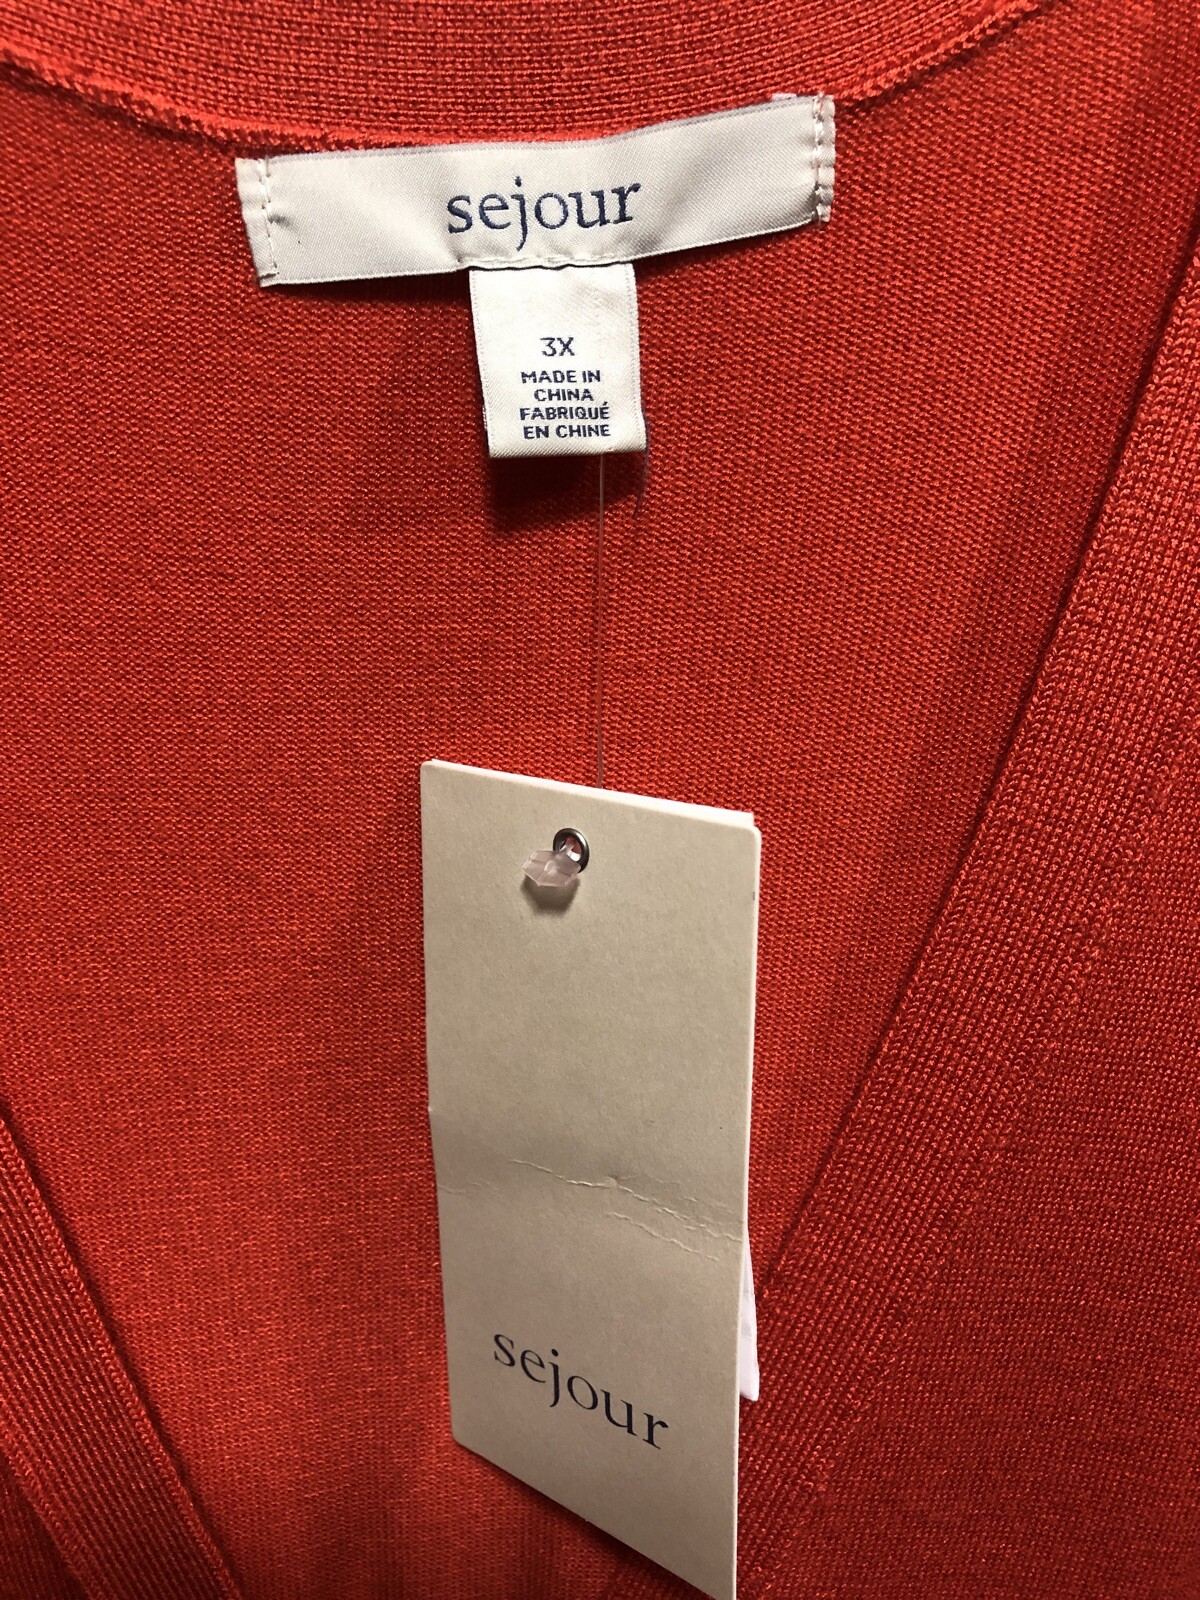 sejour
3X
MADE IN
CHINA
FABRIQUÉ
EN CHINE
sejour